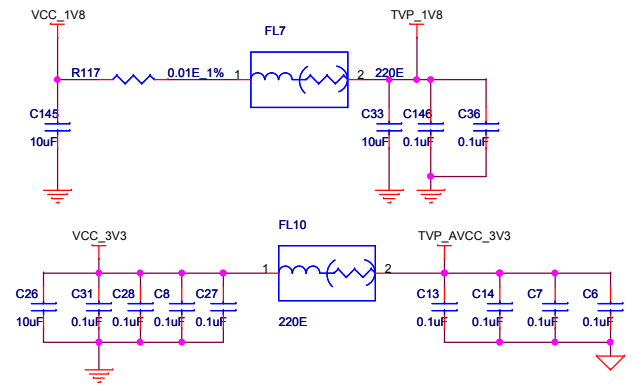 VCC_1V8
TVP_1V8
FL7
R117
0.01E_1%
1
2
220E
C145
10uF
C33
10uF
C146
0.1uF
C36
0.1uF
VCC_3V3
FL10
TVP_AVCC_3V3
1
2
220E
C26
10uF
C31
0.1uF
C28
0.1uF
C8
0.1uF
C27
0.1uF
C13
0.1uF
C14
0.1uF
C7
0.1uF
C6
0.1uF